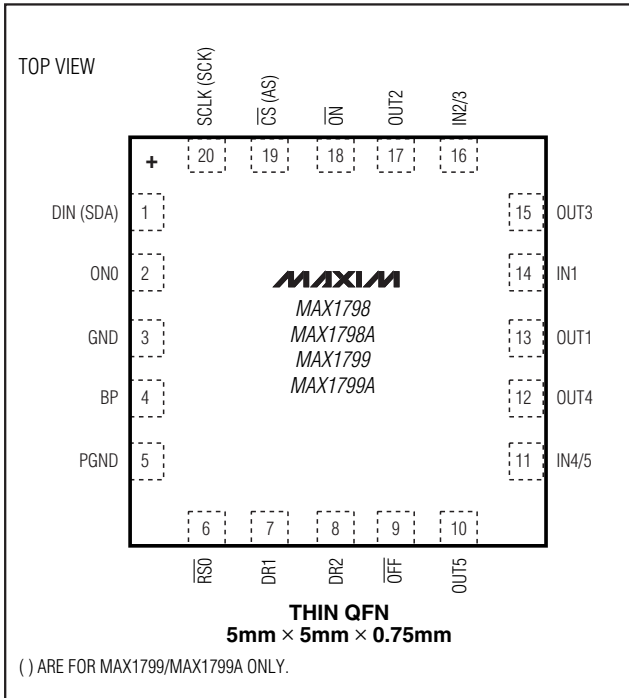 TOP VIEW
SCLK (SCK)
CS (AS)
ON
OUT2
IN2/3
+
20
19
18
17
16
DIN (SDA)
1
15
OUT3
ON0
2
14
IN1
GND
3
13
OUT1
BP
4
12
OUT4
PGND
5
11
IN4/5
MAXIM
MAX1798
MAX1798A
MAX1799
MAX1799A
6
7
8
9
10
RS0
DR1
DR2
OFF
OUT5
THIN QFN
5mm × 5mm × 0.75mm
( ) ARE FOR MAX1799/MAX1799A ONLY.